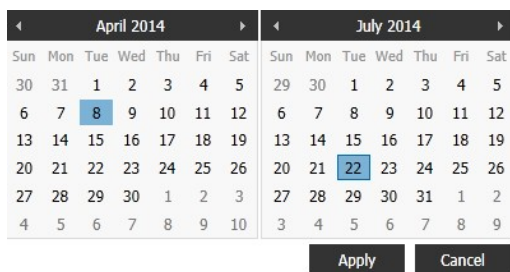 April 2014
Sun Mon Tue Wed Thu Fri Sat
30 31 1 2 3 4 5
6 7 8 9 10 11 12
13 14 15 16 17 18 19
20 21 22 23 24 25 26
27 28 29 30 1 2 3
4 5 6 7 8 9 10
July 2014
Sun Mon Tue Wed Thu Fri Sat
29 30 1 2 3 4 5
6 7 8 9 10 11 12
13 14 15 16 17 18 19
20 21 22 23 24 25 26
27 28 29 30 31 1 2
3 4 5 6 7 8 9
Apply Cancel